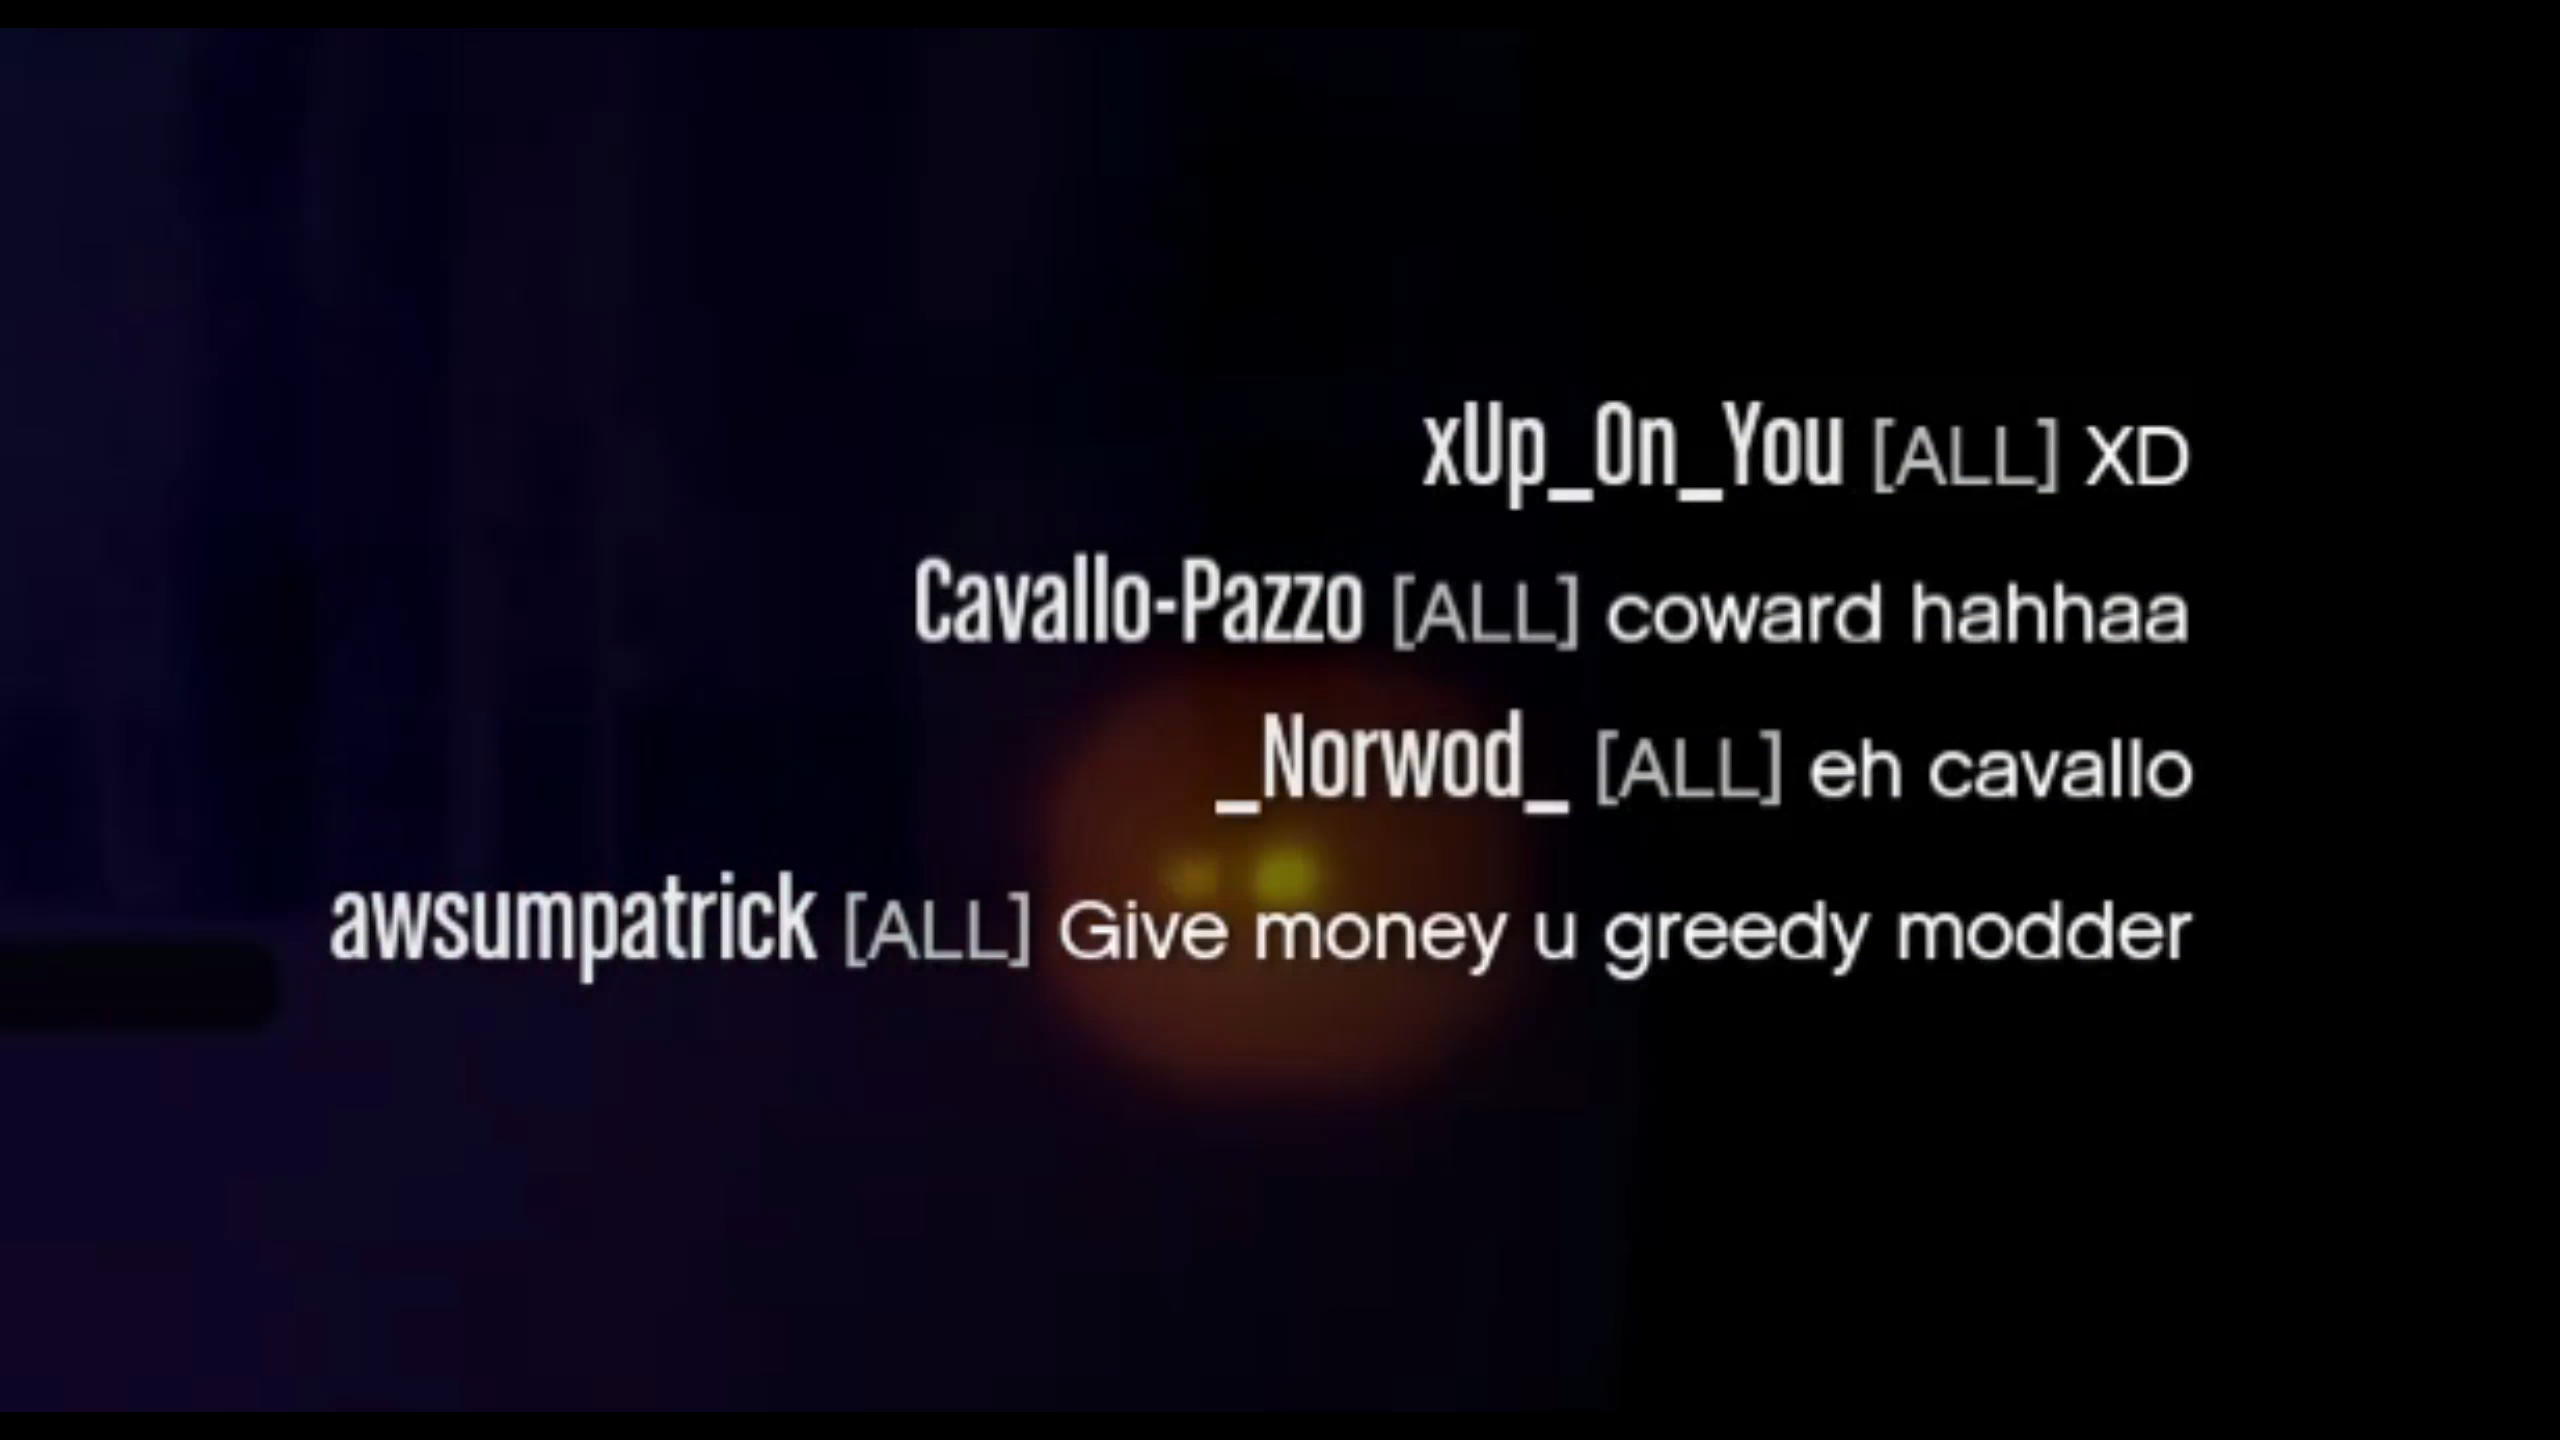 xUp_On_You [ALL] XD
Cavallo-Pazzo [ALL] coward hahhaa
_Norwod_ [ALL] eh cavallo
awsumpatrick [ALL] Give money u greedy modder